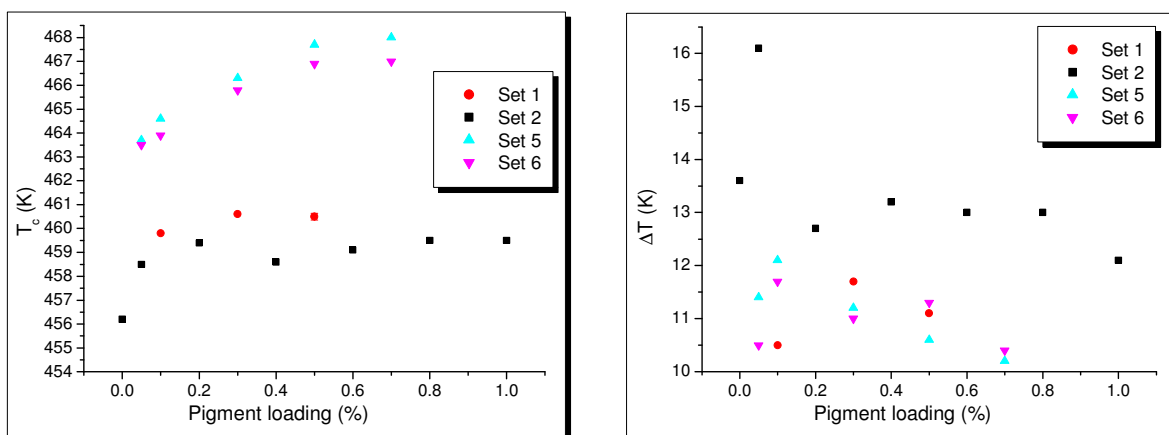 468
467
466
465
464
463
462
461
460
459
458
457
456
455
454
T_c (K)
0.0 0.2 0.4 0.6 0.8 1.0
Pigment loading (%)
Set 1
Set 2
Set 5
Set 6
16
15
14
13
12
11
10
ΔT (K)
0.0 0.2 0.4 0.6 0.8 1.0
Pigment loading (%)
Set 1
Set 2
Set 5
Set 6